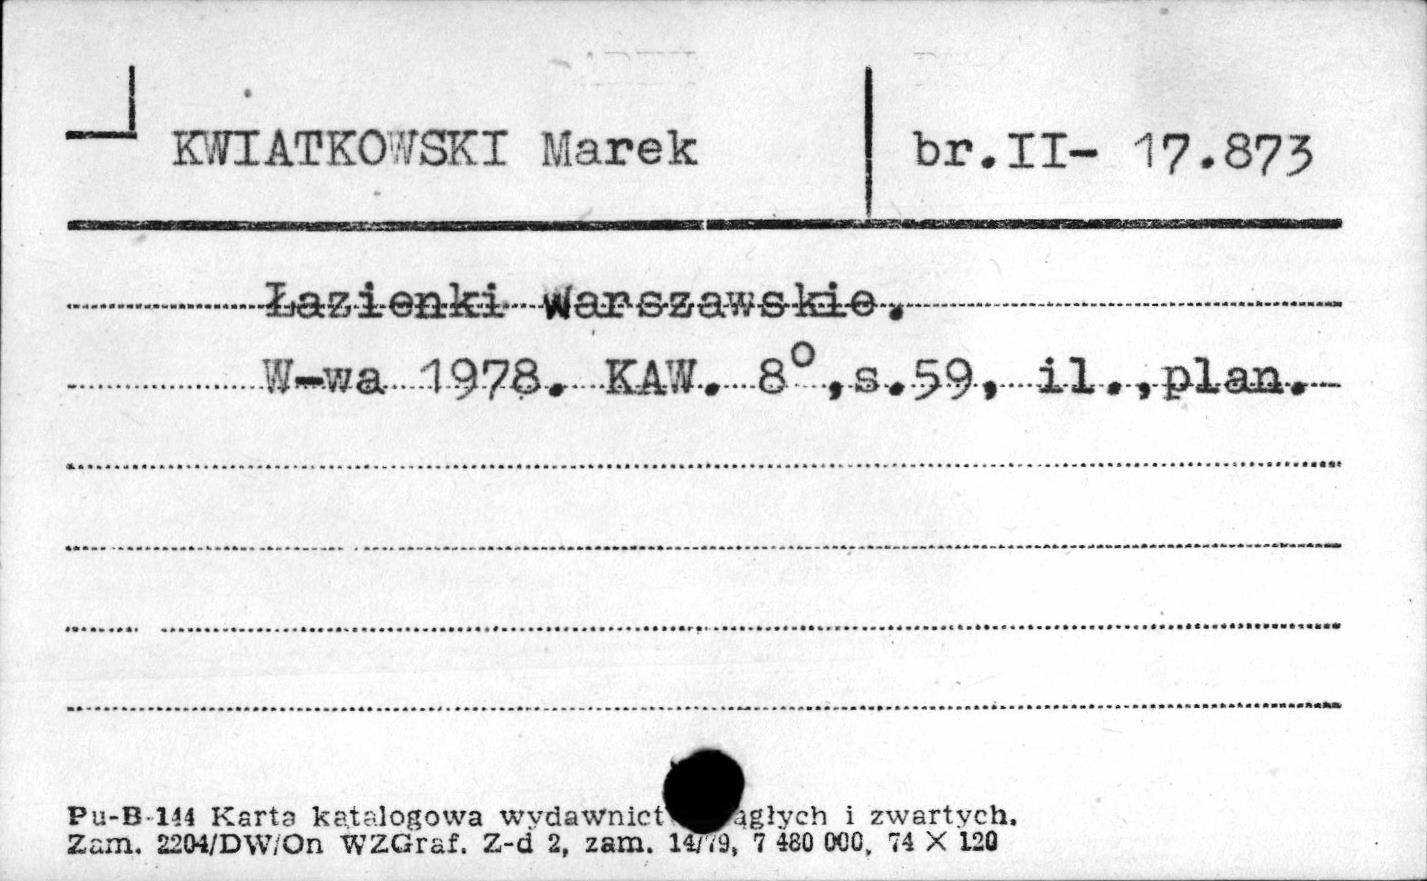 KWIATKOWSKI Marek
br.II- 17.873
Łazienki Warszawskie.
W-wa 1978. KAW. 8°,s.59, il.,plan.
Pu-B-144 Karta katalogowa wydawnict ągłych i zwartych.
Zam. 2204/DW/On WZGraf. Z-d 2, zam. 14/79, 7 480 000, 74 X 120